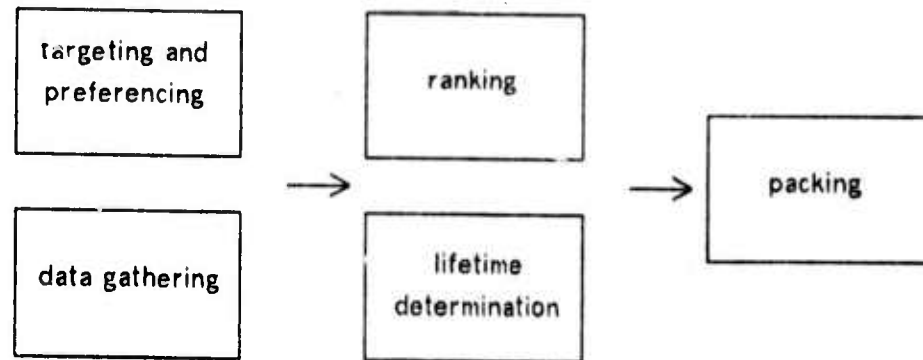 targeting and
preferencing
data gathering
ranking
lifetime
determination
packing